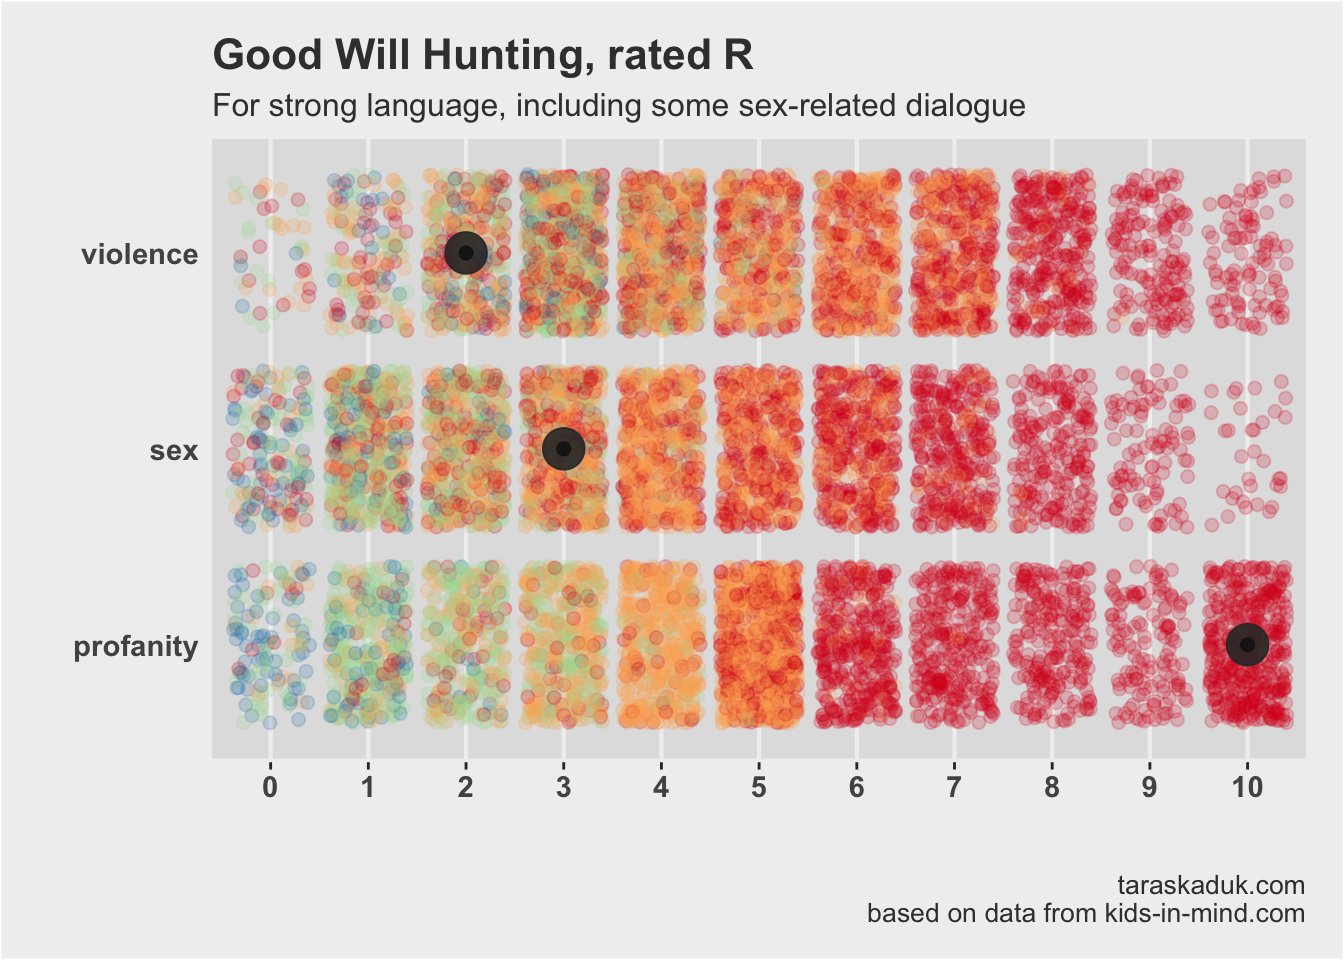 Good Will Hunting, rated R
For strong language, including some sex-related dialogue
violence
sex
profanity
0 1 2 3 4 5 6 7 8 9 10
taraskaduk.com
based on data from kids-in-mind.com